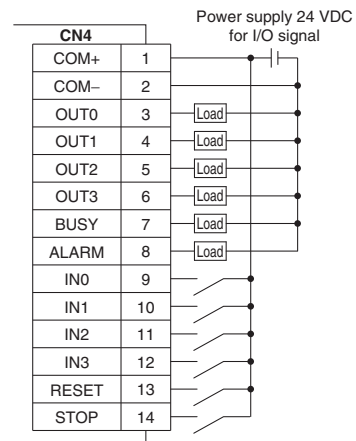 Power supply 24 VDC
for I/O signal
CN4
COM+ 1
COM− 2
OUT0 3 Load
OUT1 4 Load
OUT2 5 Load
OUT3 6 Load
BUSY 7 Load
ALARM 8 Load
IN0 9
IN1 10
IN2 11
IN3 12
RESET 13
STOP 14